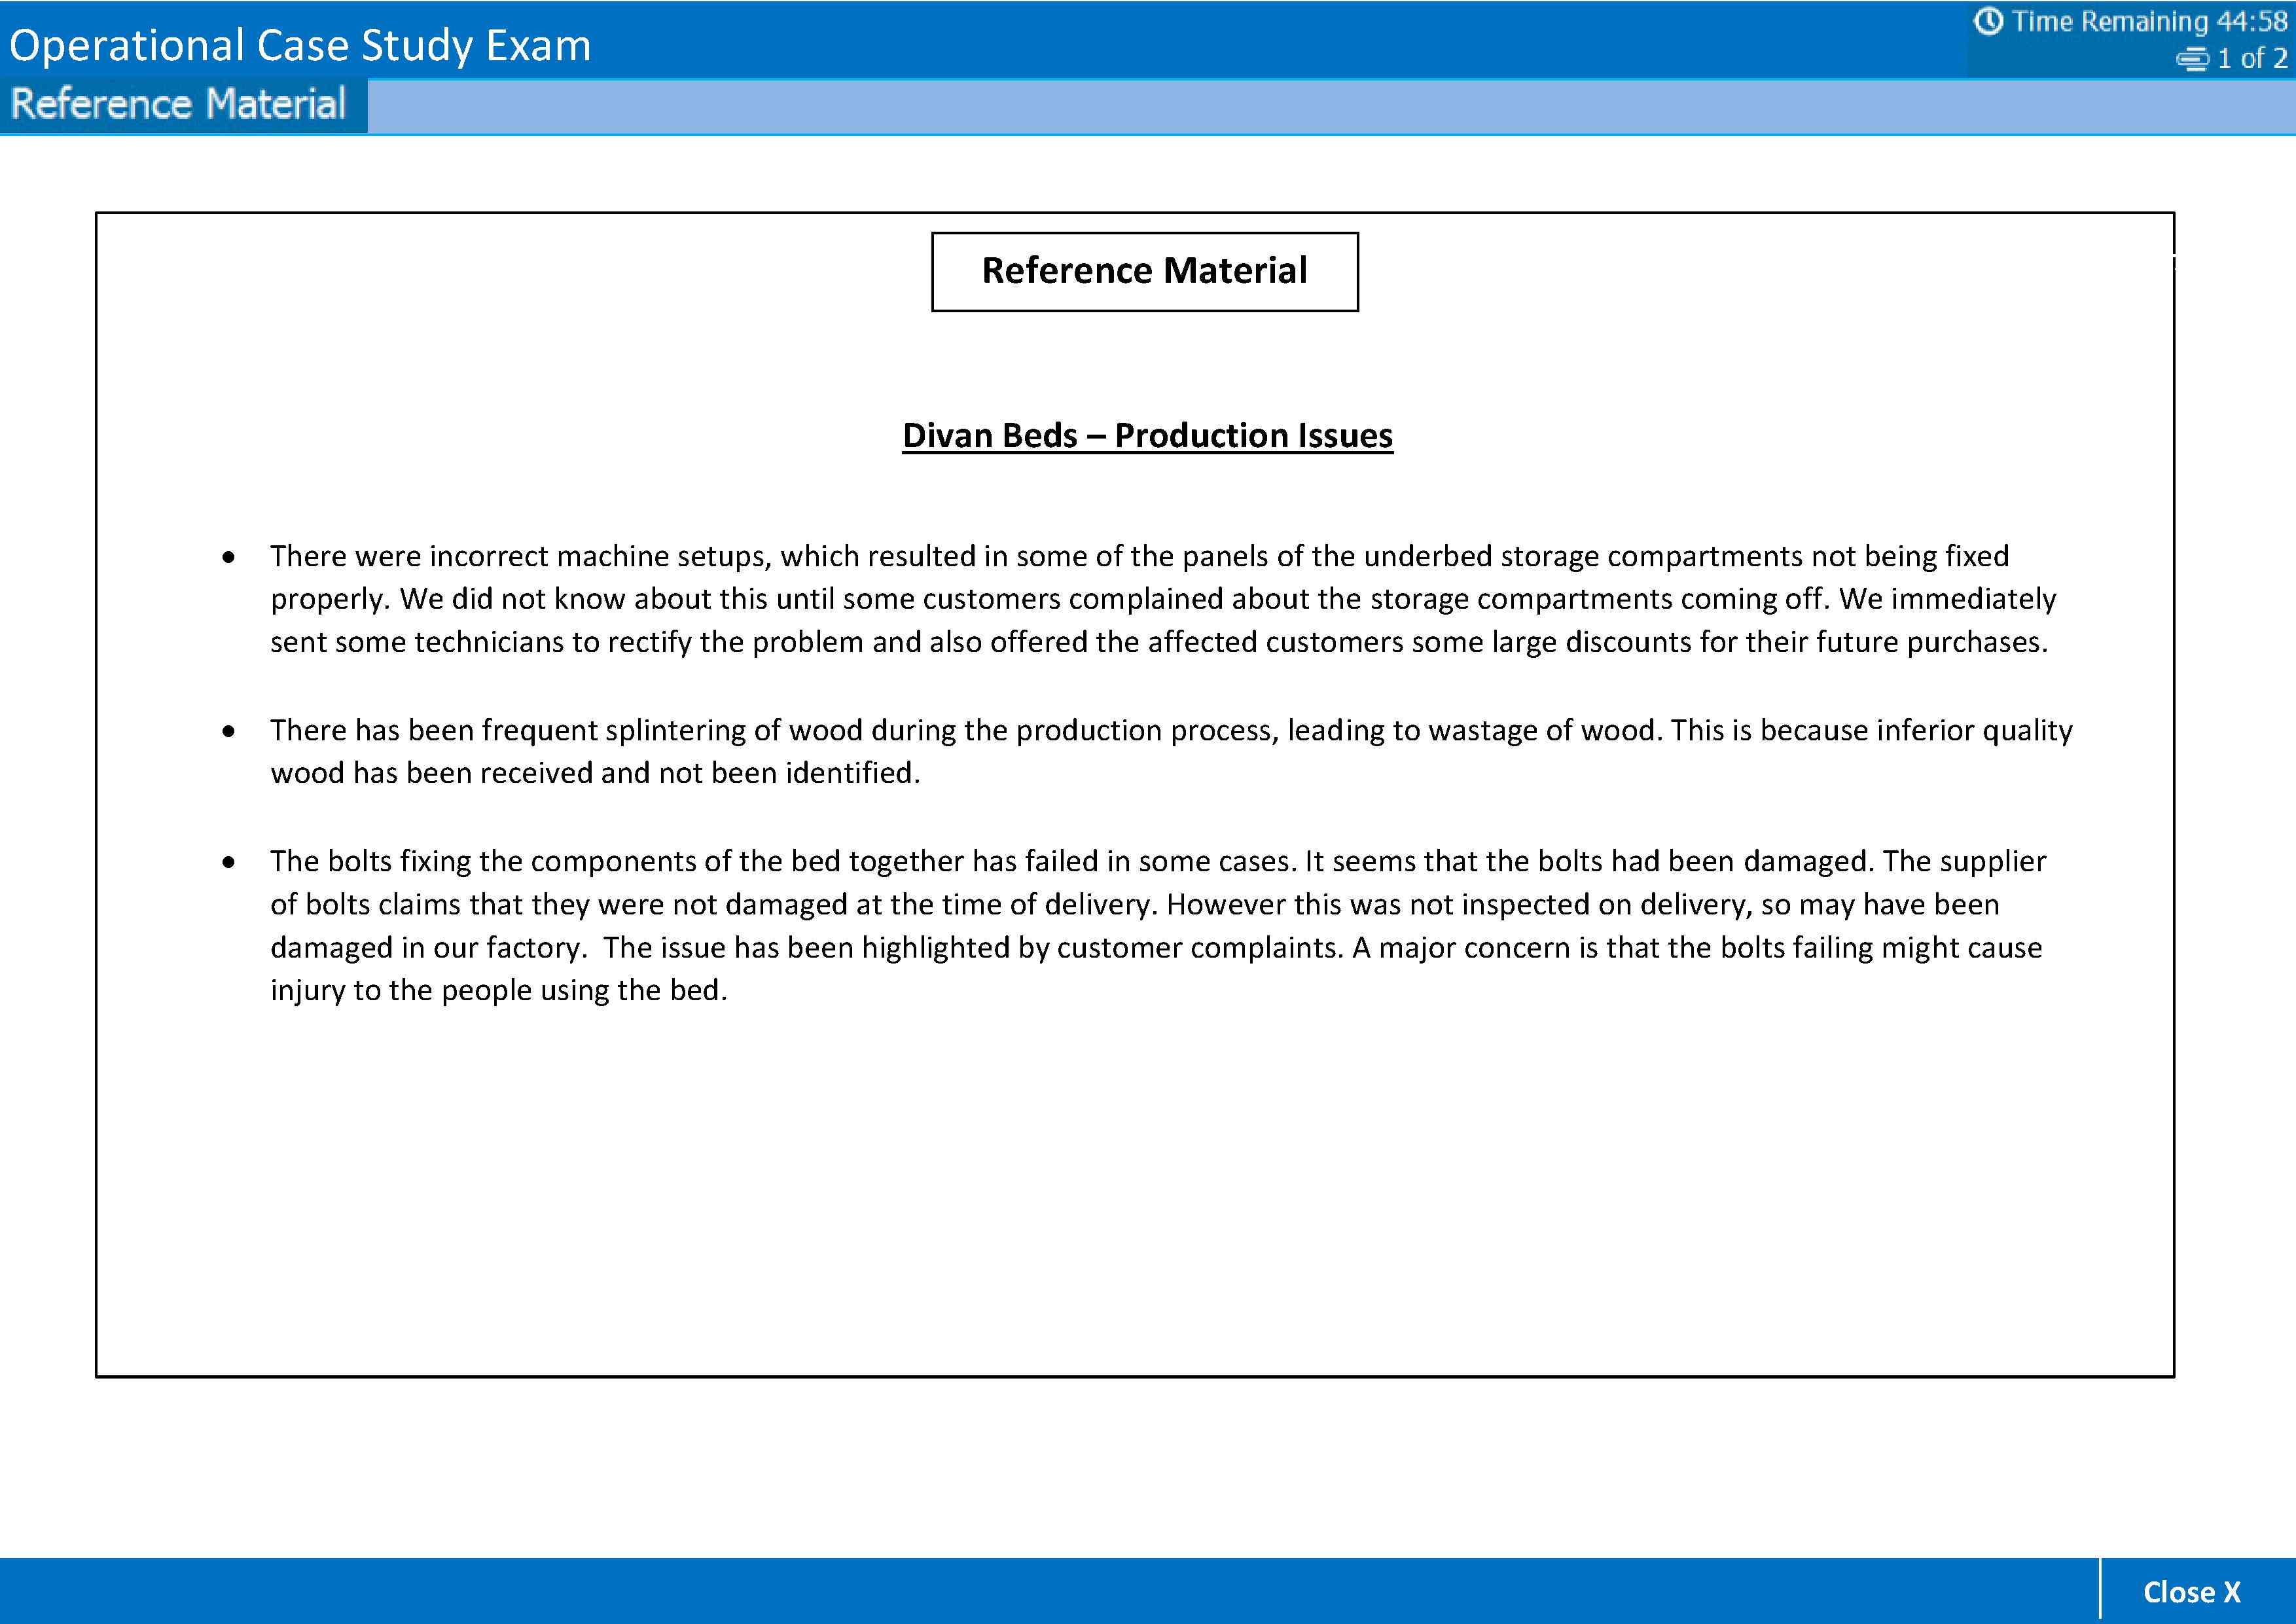 Operational Case Study Exam
Time Remaining 44:58
1 of 2
Reference Material
Reference Material
Divan Beds – Production Issues
• There were incorrect machine setups, which resulted in some of the panels of the underbed storage compartments not being fixed
properly. We did not know about this until some customers complained about the storage compartments coming off. We immediately
sent some technicians to rectify the problem and also offered the affected customers some large discounts for their future purchases.
• There has been frequent splintering of wood during the production process, leading to wastage of wood. This is because inferior quality
wood has been received and not been identified.
• The bolts fixing the components of the bed together has failed in some cases. It seems that the bolts had been damaged. The supplier
of bolts claims that they were not damaged at the time of delivery. However this was not inspected on delivery, so may have been
damaged in our factory.  The issue has been highlighted by customer complaints. A major concern is that the bolts failing might cause
injury to the people using the bed.
Close X